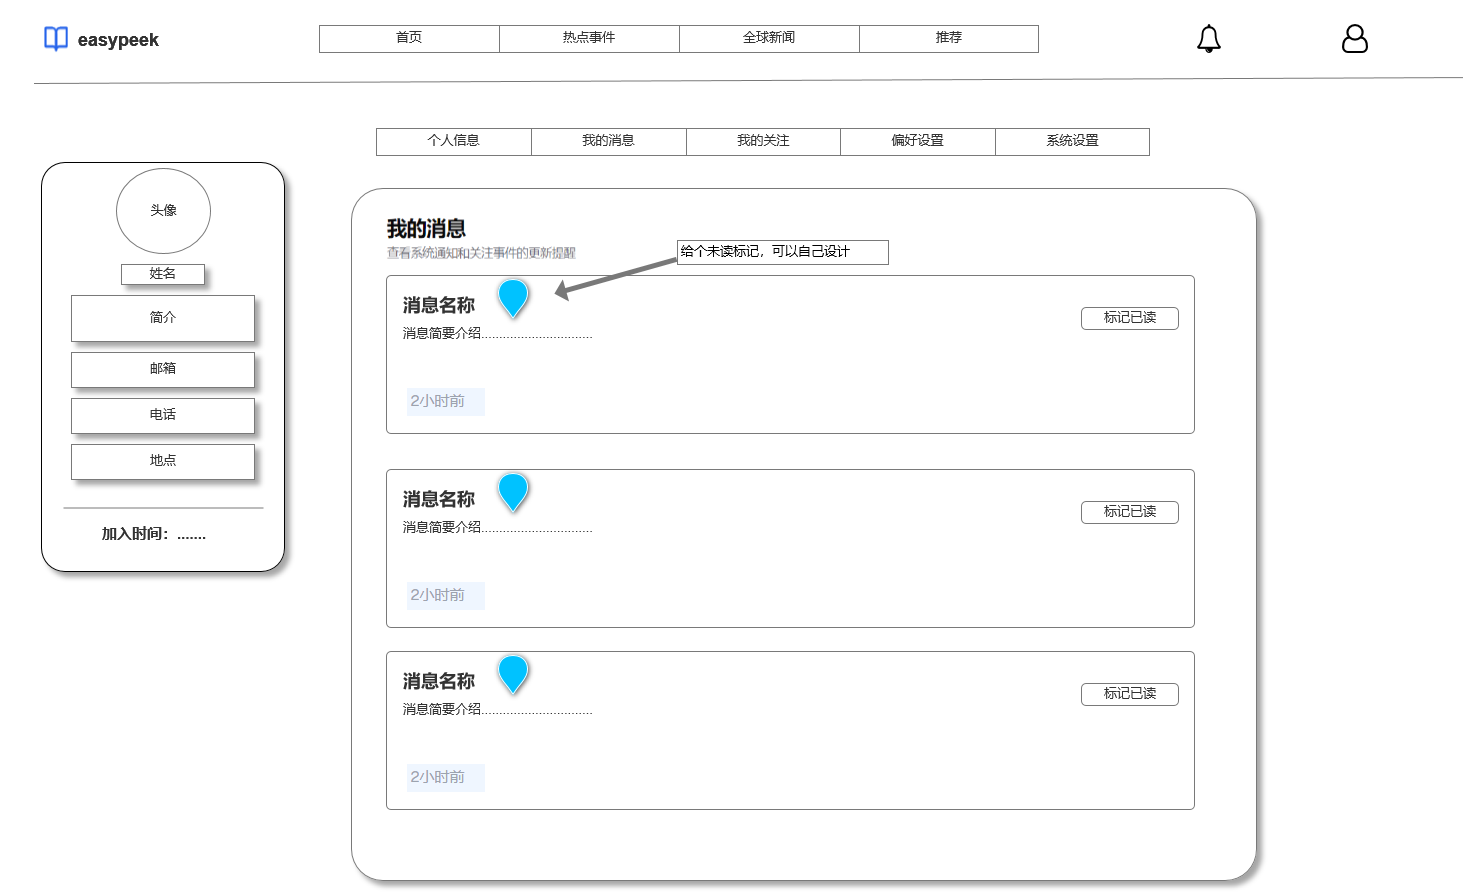 easypeek
首页 热点事件 全球新闻 推荐
个人信息 我的消息 我的关注 偏好设置 系统设置
头像
姓名
简介
邮箱
电话
地点
加入时间：.......
我的消息
查看系统通知和关注事件的更新提醒
给个未读标记，可以自己设计
消息名称
标记已读
消息简要介绍...............................
2小时前
消息名称
标记已读
消息简要介绍...............................
2小时前
消息名称
标记已读
消息简要介绍...............................
2小时前